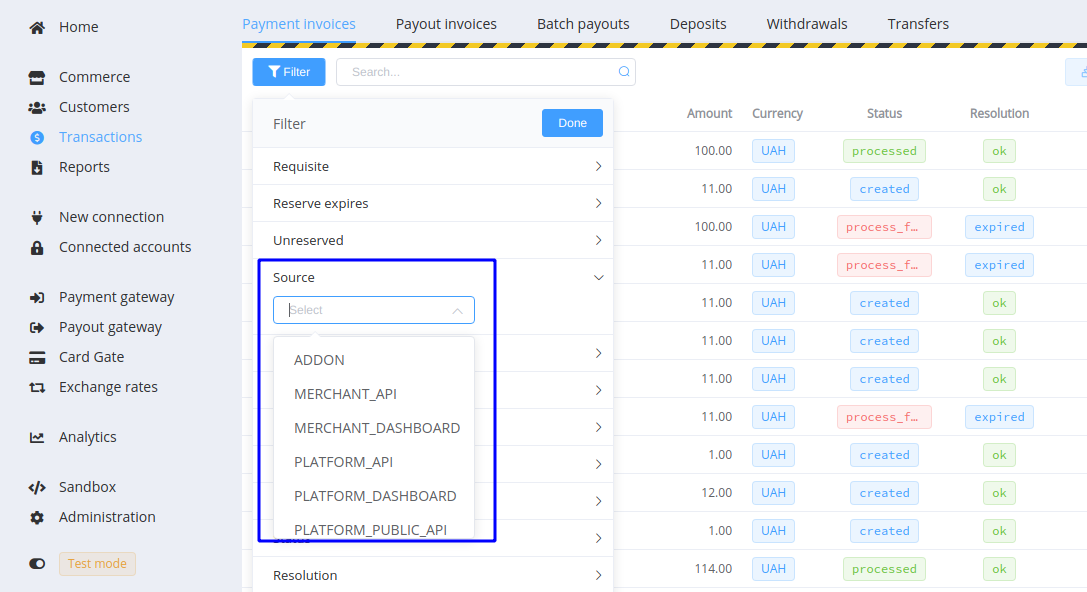 Home
Commerce
Customers
Transactions
Reports
New connection
Connected accounts
Payment gateway
Payout gateway
Card Gate
Exchange rates
Analytics
Sandbox
Administration
Test mode
Payment invoices Payout invoices Batch payouts Deposits Withdrawals Transfers
Filter Search...
Filter Done
Requisite
Reserve expires
Unreserved
Source
Select
ADDON
MERCHANT_API
MERCHANT_DASHBOARD
PLATFORM_API
PLATFORM_DASHBOARD
PLATFORM_PUBLIC_API
Status
Resolution
Amount Currency Status Resolution
100.00 UAH processed ok
11.00 UAH created ok
100.00 UAH process_f... expired
11.00 UAH process_f... expired
11.00 UAH created ok
11.00 UAH created ok
11.00 UAH created ok
11.00 UAH process_f... expired
1.00 UAH created ok
12.00 UAH created ok
1.00 UAH created ok
114.00 UAH processed ok